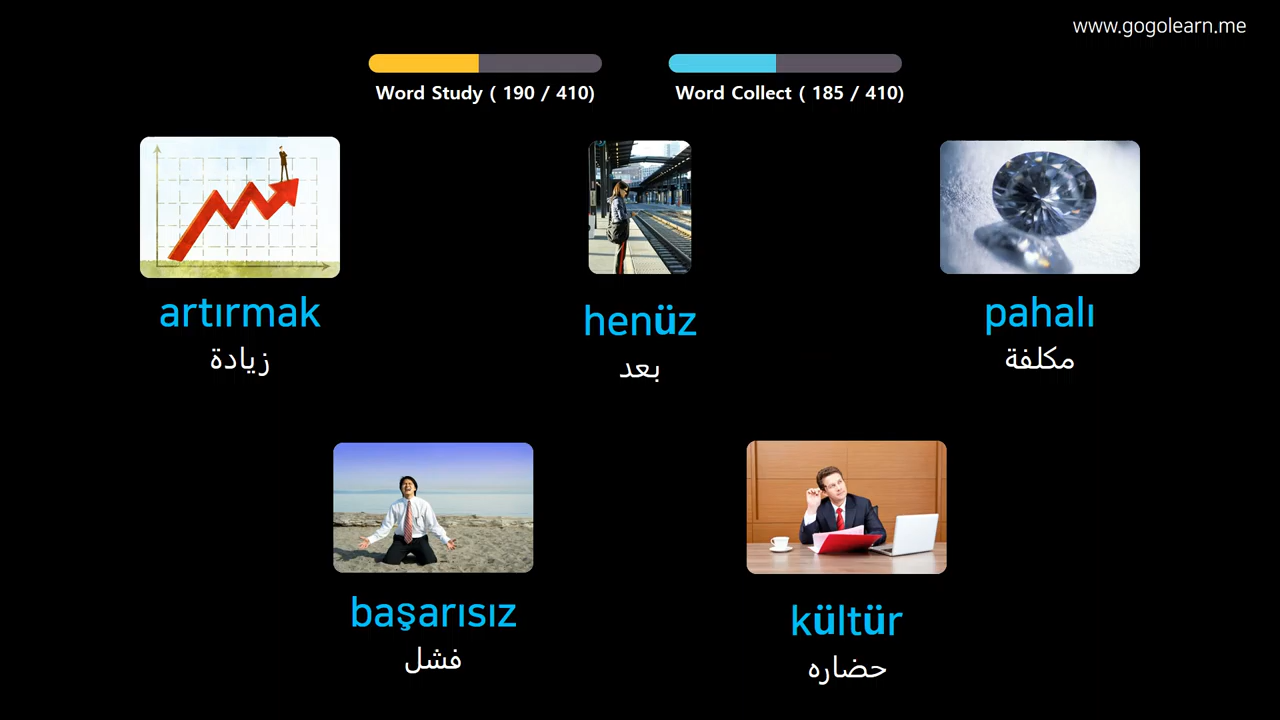 www.gogolearn.me
Word Study ( 190 / 410)
Word Collect ( 185 / 410)
artırmak
زيادة
henüz
بعد
pahalı
مكلفة
başarısız
فشل
kültür
حضاره